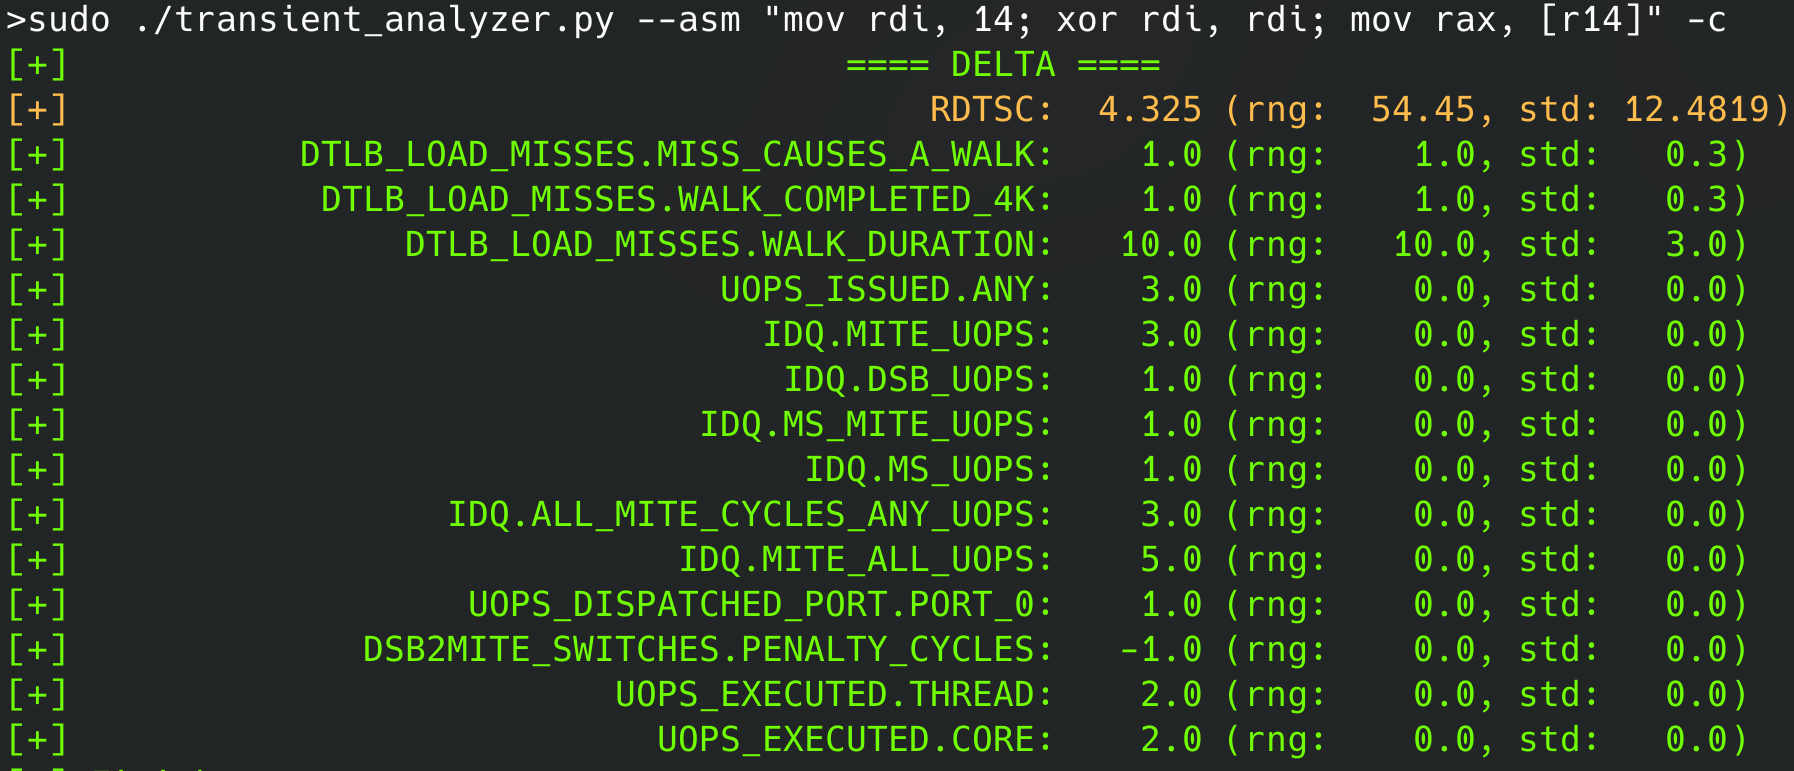 >sudo ./transient_analyzer.py --asm "mov rdi, 14; xor rdi, rdi; mov rax, [r14]" -c
[+] ==== DELTA ====
[+] RDTSC: 4.325 (rng: 54.45, std: 12.4819)
[+] DTLB_LOAD_MISSES.MISS_CAUSES_A_WALK: 1.0 (rng: 1.0, std: 0.3)
[+] DTLB_LOAD_MISSES.WALK_COMPLETED_4K: 1.0 (rng: 1.0, std: 0.3)
[+] DTLB_LOAD_MISSES.WALK_DURATION: 10.0 (rng: 10.0, std: 3.0)
[+] UOPS_ISSUED.ANY: 3.0 (rng: 0.0, std: 0.0)
[+] IDQ.MITE_UOPS: 3.0 (rng: 0.0, std: 0.0)
[+] IDQ.DSB_UOPS: 1.0 (rng: 0.0, std: 0.0)
[+] IDQ.MS_MITE_UOPS: 1.0 (rng: 0.0, std: 0.0)
[+] IDQ.MS_UOPS: 1.0 (rng: 0.0, std: 0.0)
[+] IDQ.ALL_MITE_CYCLES_ANY_UOPS: 3.0 (rng: 0.0, std: 0.0)
[+] IDQ.MITE_ALL_UOPS: 5.0 (rng: 0.0, std: 0.0)
[+] UOPS_DISPATCHED_PORT.PORT_0: 1.0 (rng: 0.0, std: 0.0)
[+] DSB2MITE_SWITCHES.PENALTY_CYCLES: -1.0 (rng: 0.0, std: 0.0)
[+] UOPS_EXECUTED.THREAD: 2.0 (rng: 0.0, std: 0.0)
[+] UOPS_EXECUTED.CORE: 2.0 (rng: 0.0, std: 0.0)